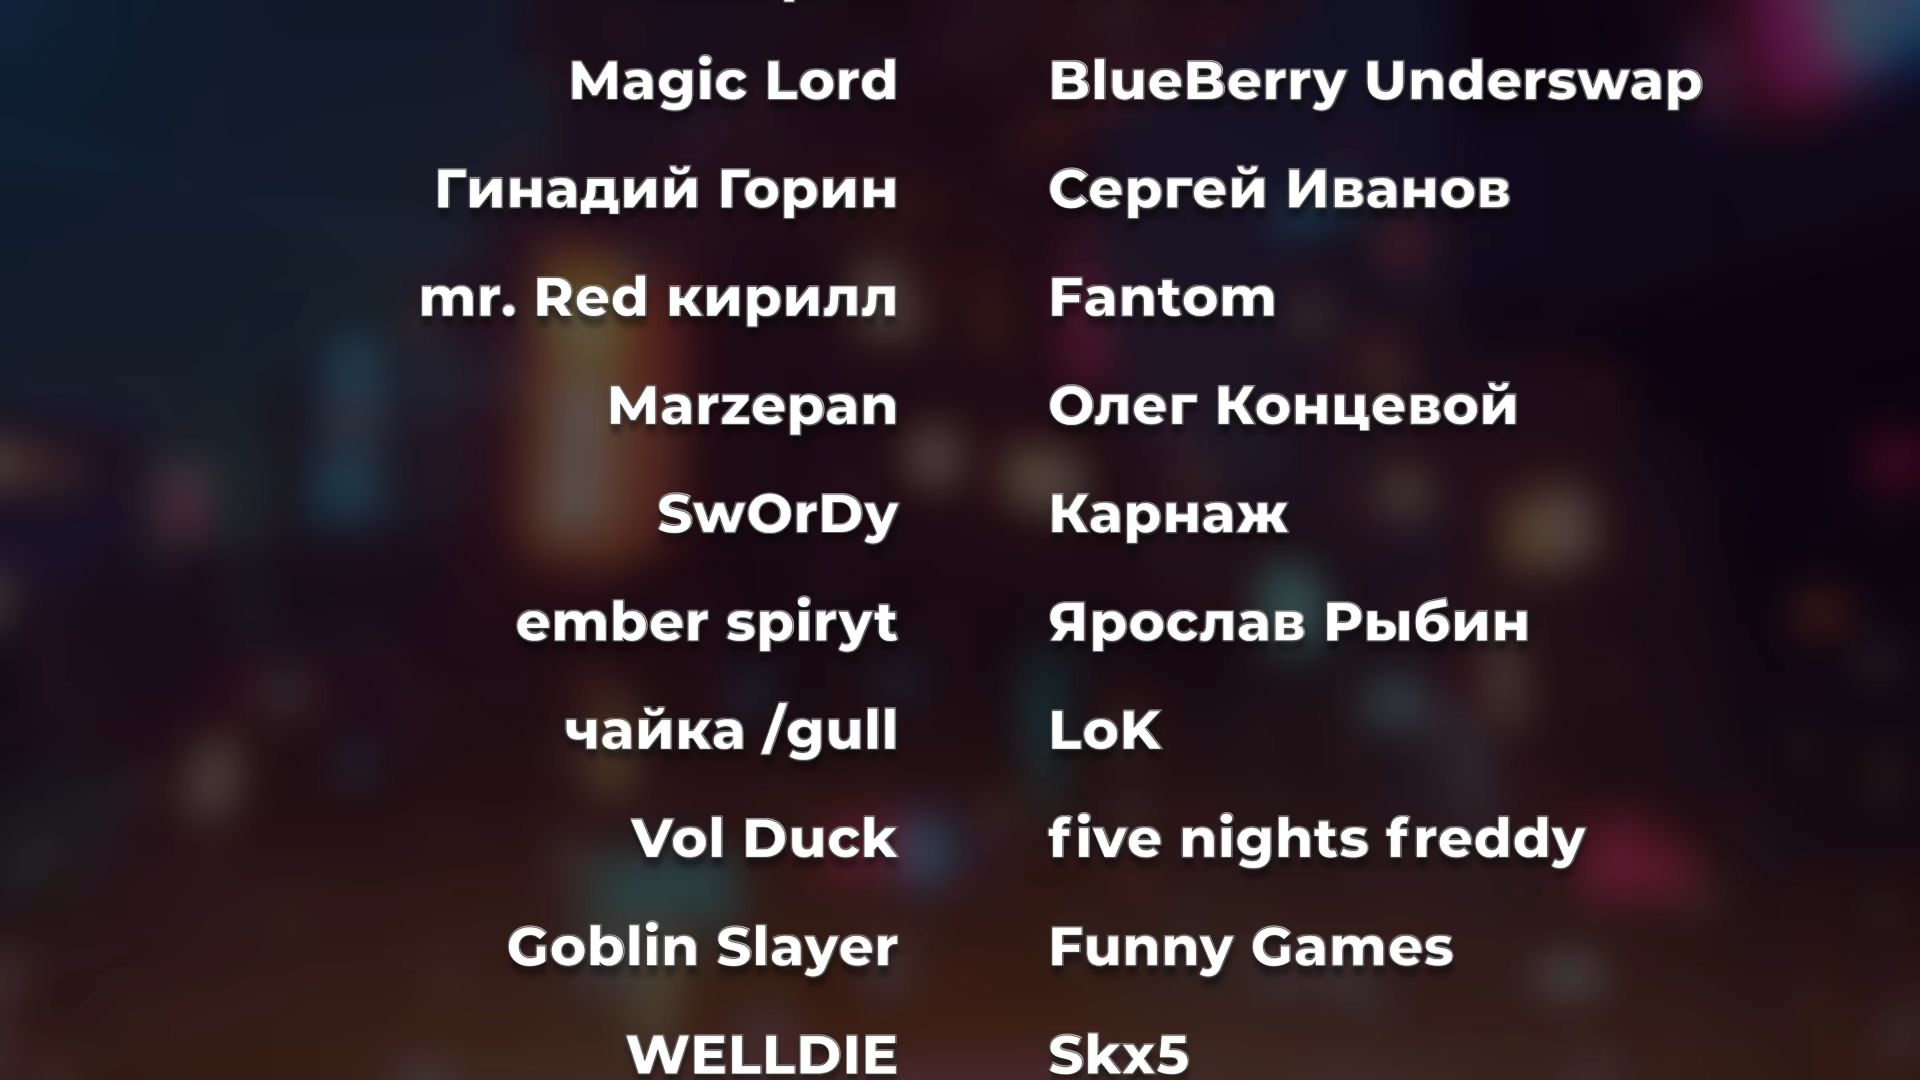 Magic Lord BlueBerry Underswap
Гинадий Горин Сергей Иванов
mr. Red кирилл Fantom
Marzepan Олег Концевой
SwOrDy Карнаж
ember spiryt Ярослав Рыбин
чайка /gull LoK
Vol Duck five nights freddy
Goblin Slayer Funny Games
WELLDIE Skx5